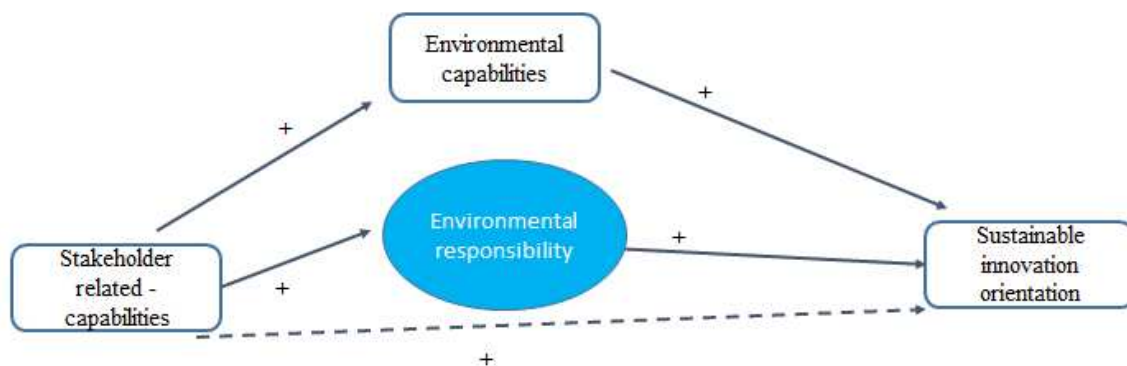 Environmental
capabilities
+
+
Environmental
responsibility
+
+
Stakeholder
related -
capabilities
Sustainable
innovation
orientation
+